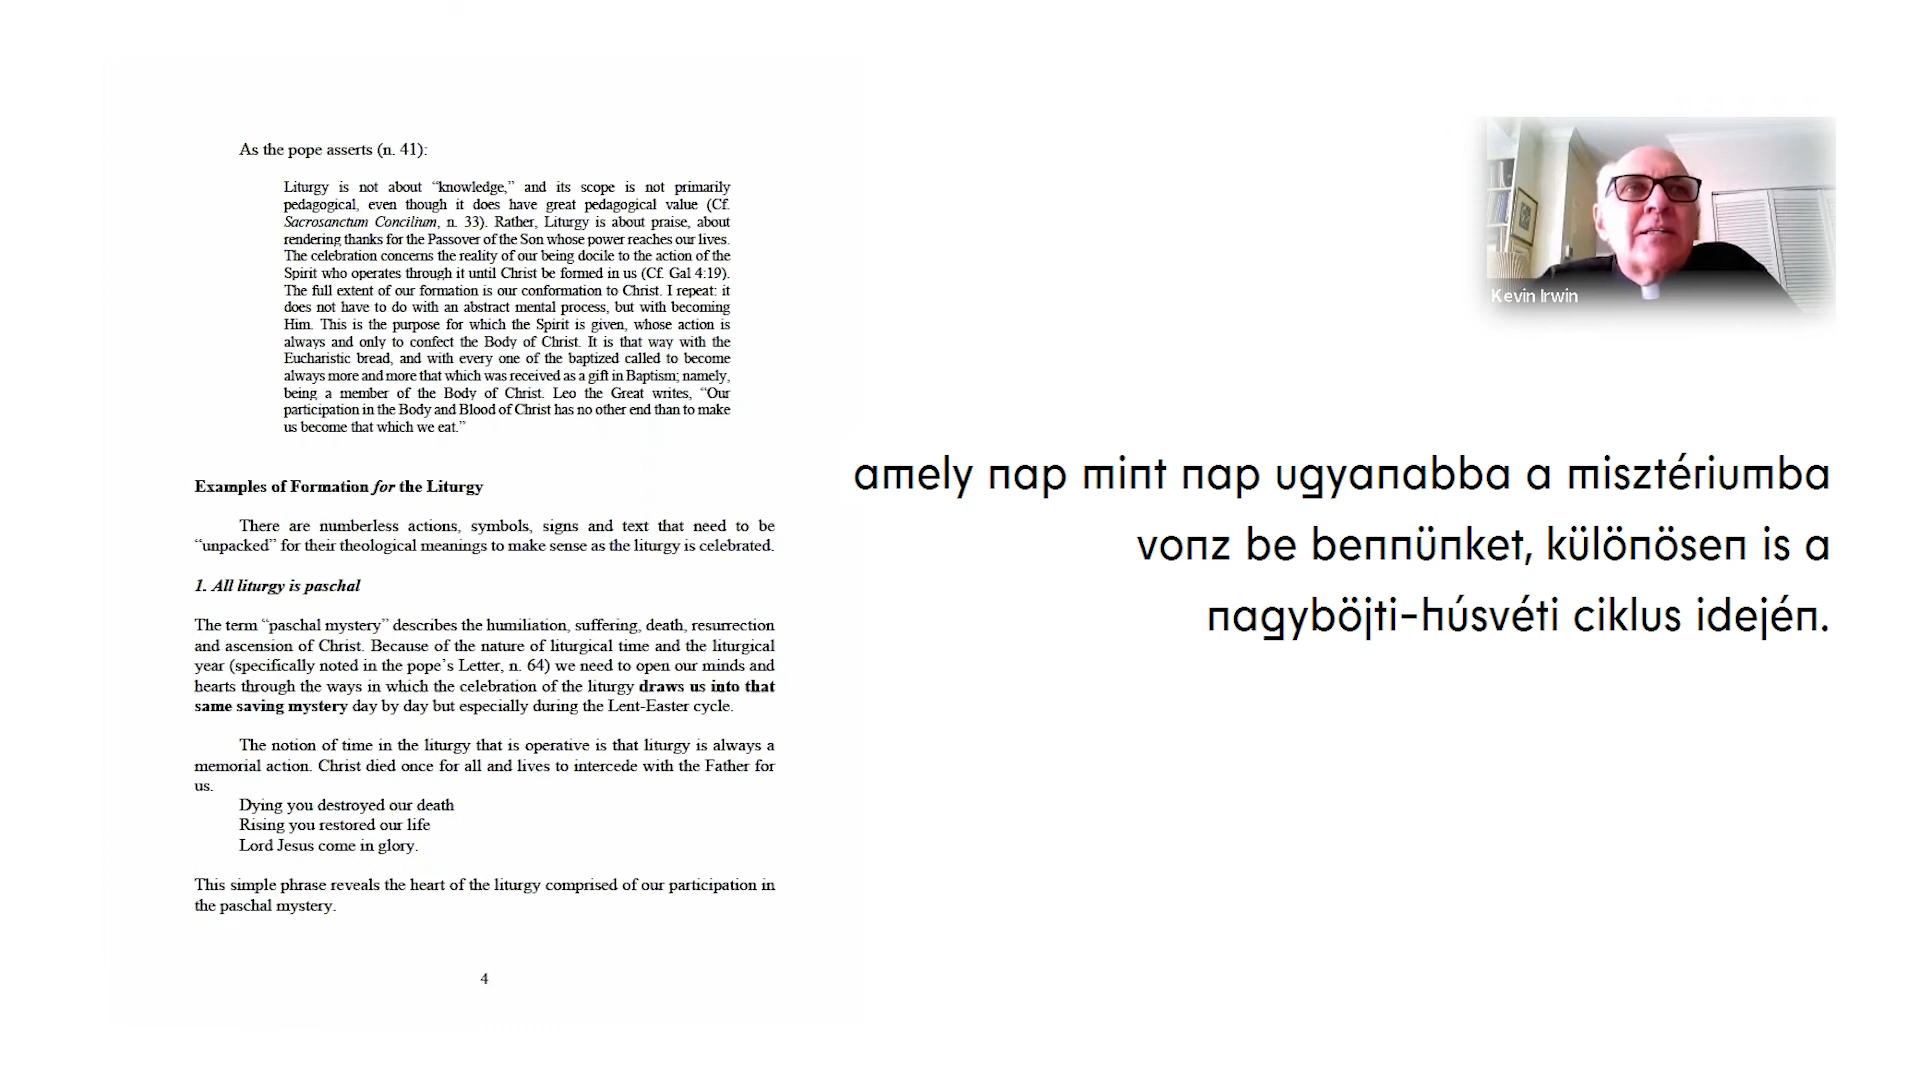 As the pope asserts (n. 41):
Liturgy is not about “knowledge,” and its scope is not primarily
pedagogical, even though it does have great pedagogical value (Cf.
Sacrosanctum Concilium, n. 33). Rather, Liturgy is about praise, about
rendering thanks for the Passover of the Son whose power reaches our lives.
The celebration concerns the reality of our being docile to the action of the
Spirit who operates through it until Christ be formed in us (Cf. Gal 4:19).
The full extent of our formation is our conformation to Christ. I repeat: it
does not have to do with an abstract mental process, but with becoming
Him. This is the purpose for which the Spirit is given, whose action is
always and only to confect the Body of Christ. It is that way with the
Eucharistic bread, and with every one of the baptized called to become
always more and more that which was received as a gift in Baptism; namely,
being a member of the Body of Christ. Leo the Great writes, “Our
participation in the Body and Blood of Christ has no other end than to make
us become that which we eat.”
Examples of Formation for the Liturgy
There are numberless actions, symbols, signs and text that need to be
“unpacked” for their theological meanings to make sense as the liturgy is celebrated.
1. All liturgy is paschal
The term “paschal mystery” describes the humiliation, suffering, death, resurrection
and ascension of Christ. Because of the nature of liturgical time and the liturgical
year (specifically noted in the pope’s Letter, n. 64) we need to open our minds and
hearts through the ways in which the celebration of the liturgy draws us into that
same saving mystery day by day but especially during the Lent-Easter cycle.
The notion of time in the liturgy that is operative is that liturgy is always a
memorial action. Christ died once for all and lives to intercede with the Father for
us.
Dying you destroyed our death
Rising you restored our life
Lord Jesus come in glory.
This simple phrase reveals the heart of the liturgy comprised of our participation in
the paschal mystery.
4
Kevin Irwin
amely nap mint nap ugyanabba a misztériumba
vonz be bennünket, különösen is a
nagyböjti-húsvéti ciklus idején.